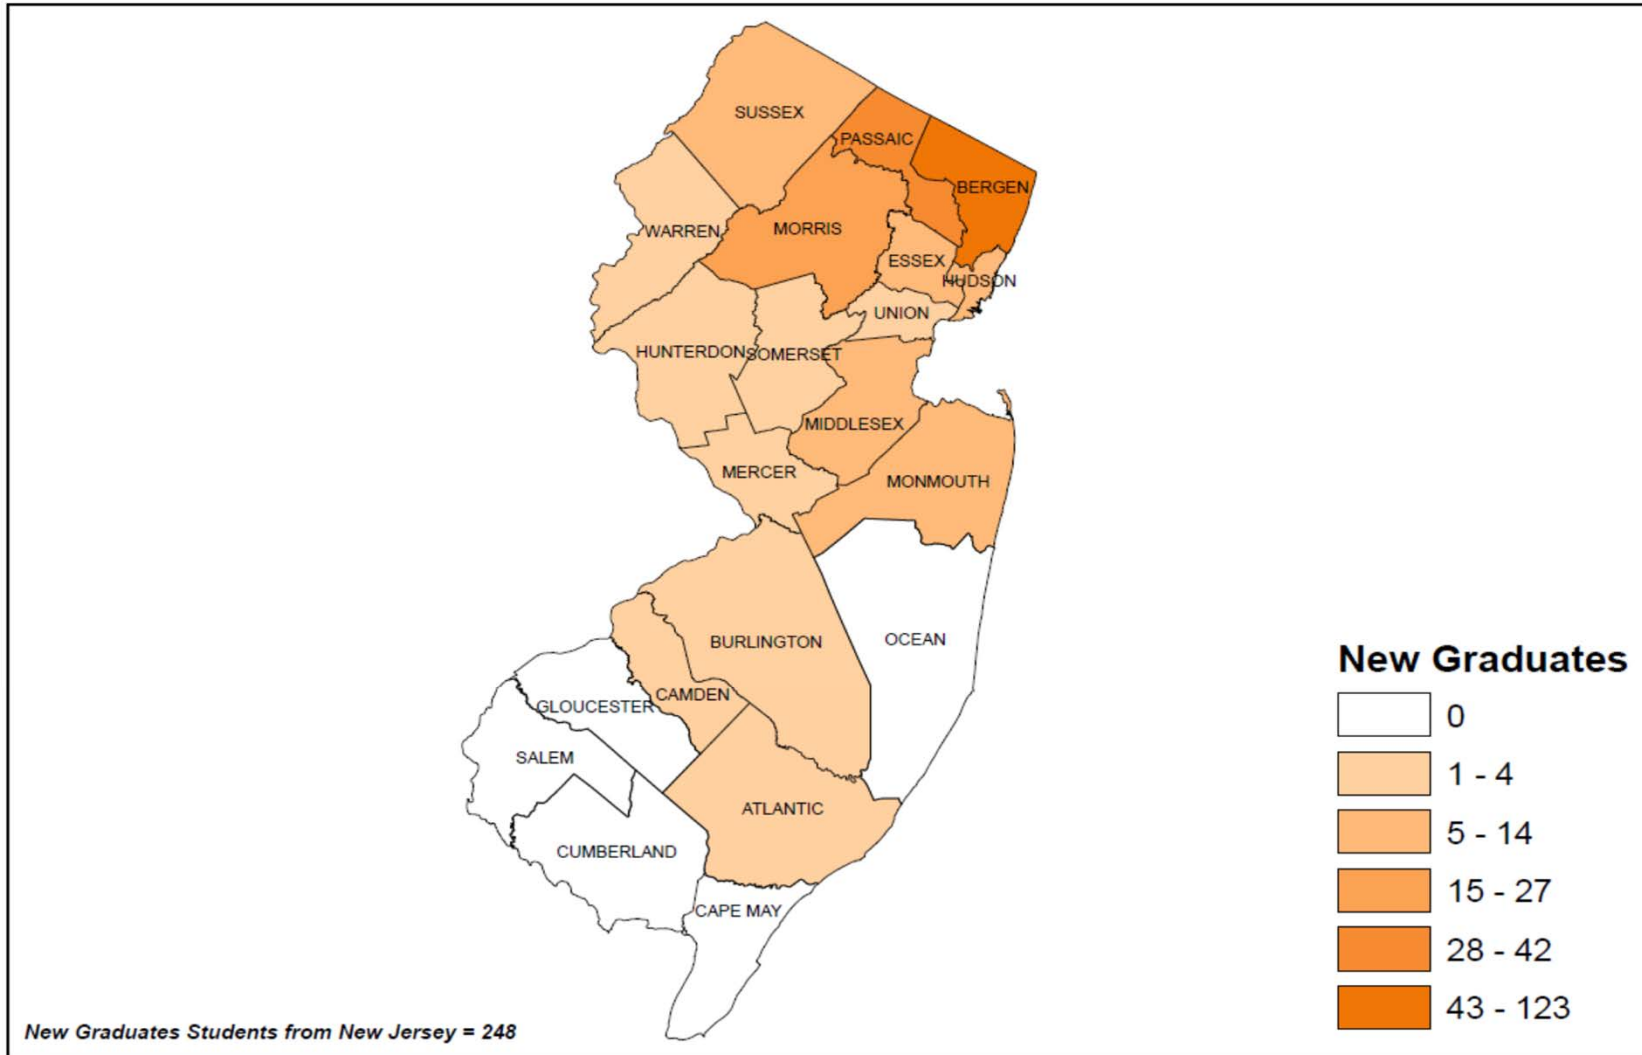 SUSSEX
PASSAIC
BERGEN
WARREN
MORRIS
ESSEX
HUDSON
UNION
HUNTERDON
SOMERSET
MIDDLESEX
MERCER
MONMOUTH
BURLINGTON
OCEAN
CAMDEN
GLOUCESTER
SALEM
ATLANTIC
CUMBERLAND
CAPE MAY
New Graduates
0
1 - 4
5 - 14
15 - 27
28 - 42
43 - 123
New Graduates Students from New Jersey = 248